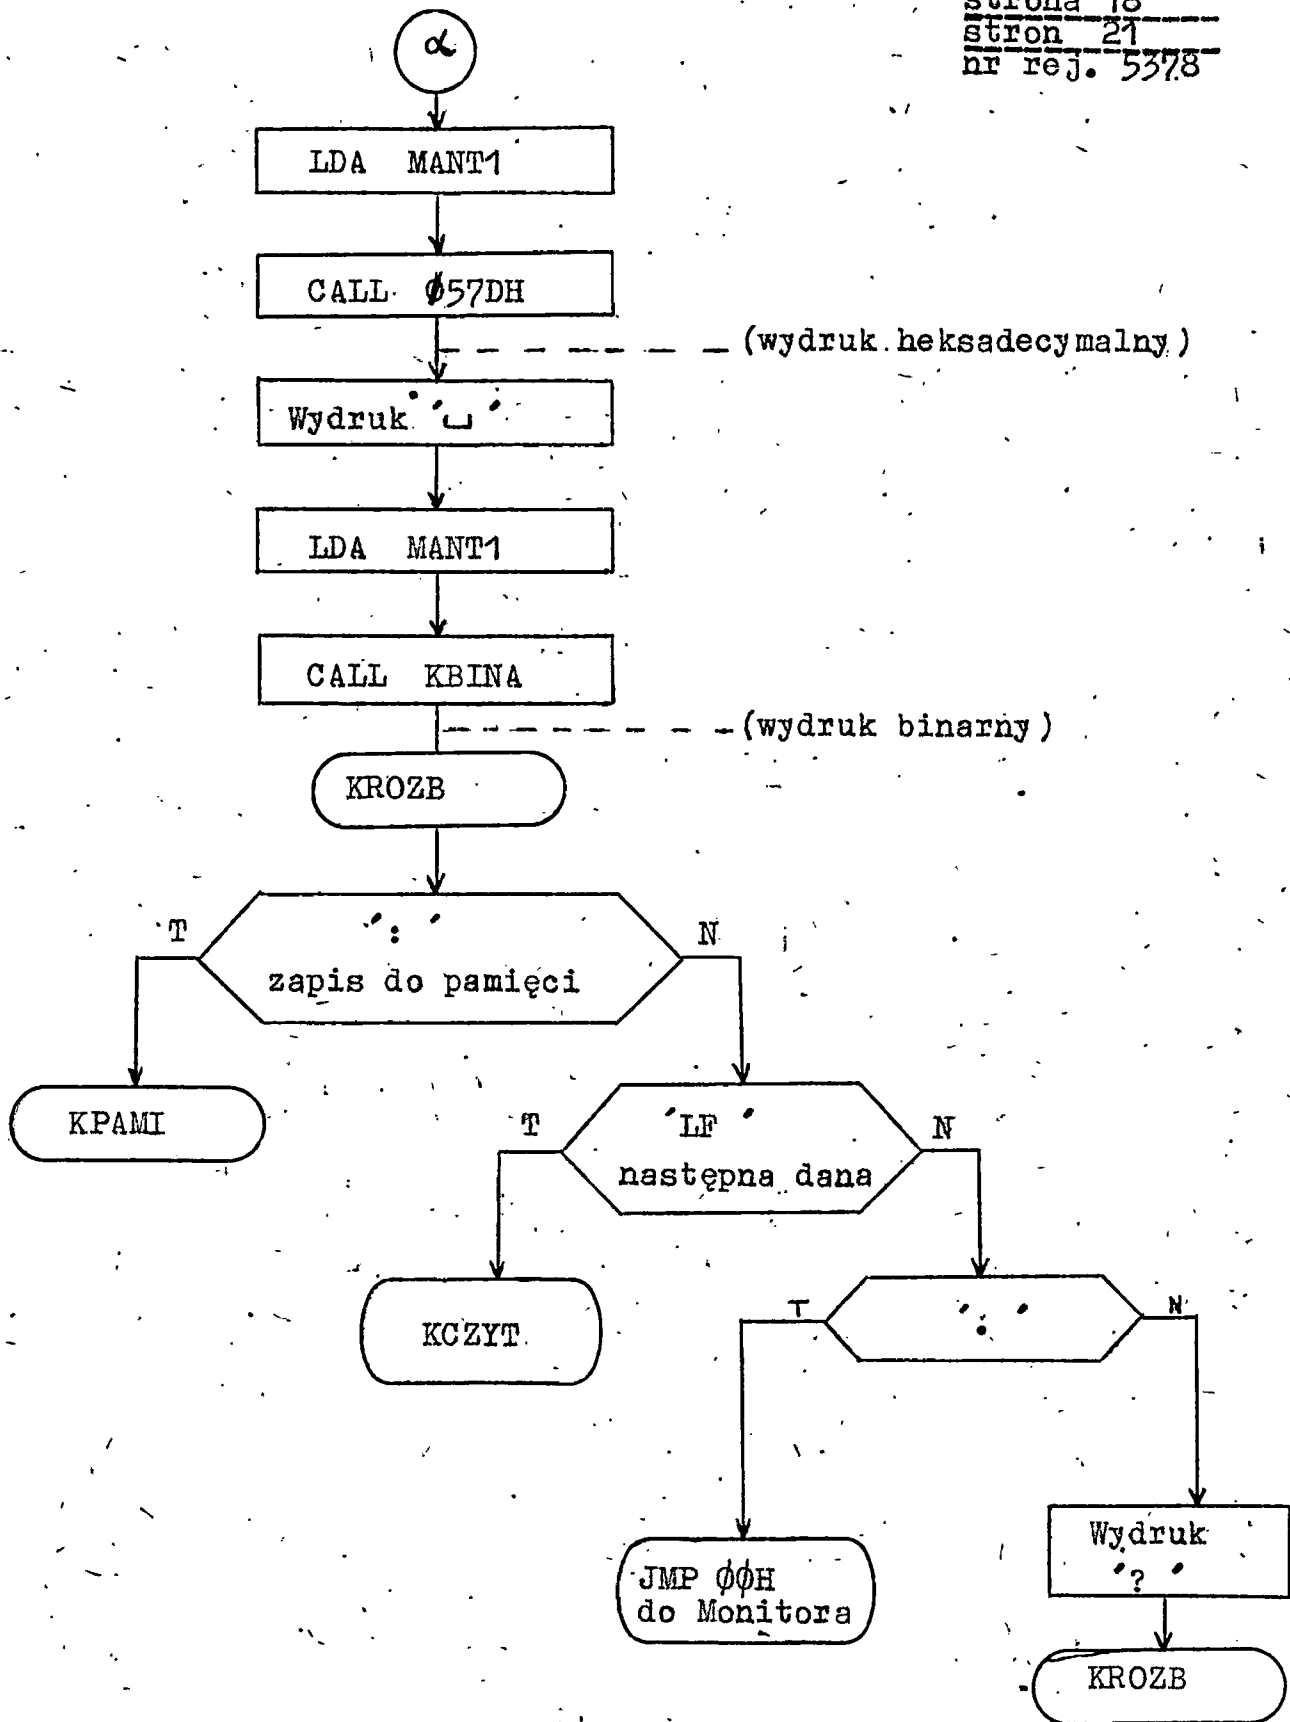 strona 18
stron 21
nr rej. 5378
α
LDA MANT1
CALL Ø57DH
(wydruk heksadecymalny)
Wydruk '␣'
LDA MANT1
CALL KBINA
(wydruk binarny)
KROZB
T ':' N
zapis do pamięci
KPAMI
T 'LF' N
następna dana
KCZYT
T '.' N
JMP ØØH
do Monitora
Wydruk
'?'
KROZB